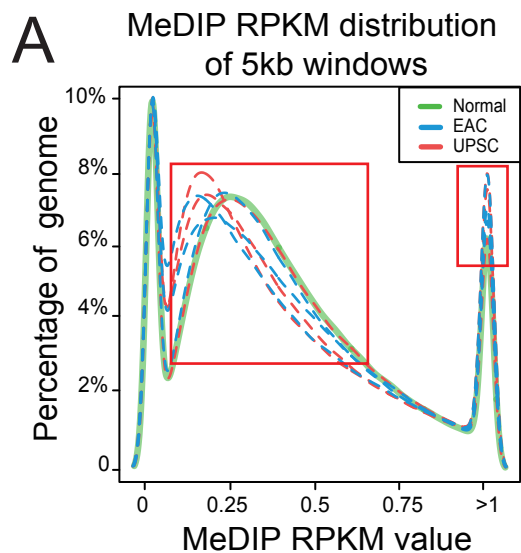 A
MeDIP RPKM distribution
of 5kb windows
Normal
EAC
UPSC
Percentage of genome
10%
8%
6%
4%
2%
0
0
0.25
0.5
0.75
>1
MeDIP RPKM value